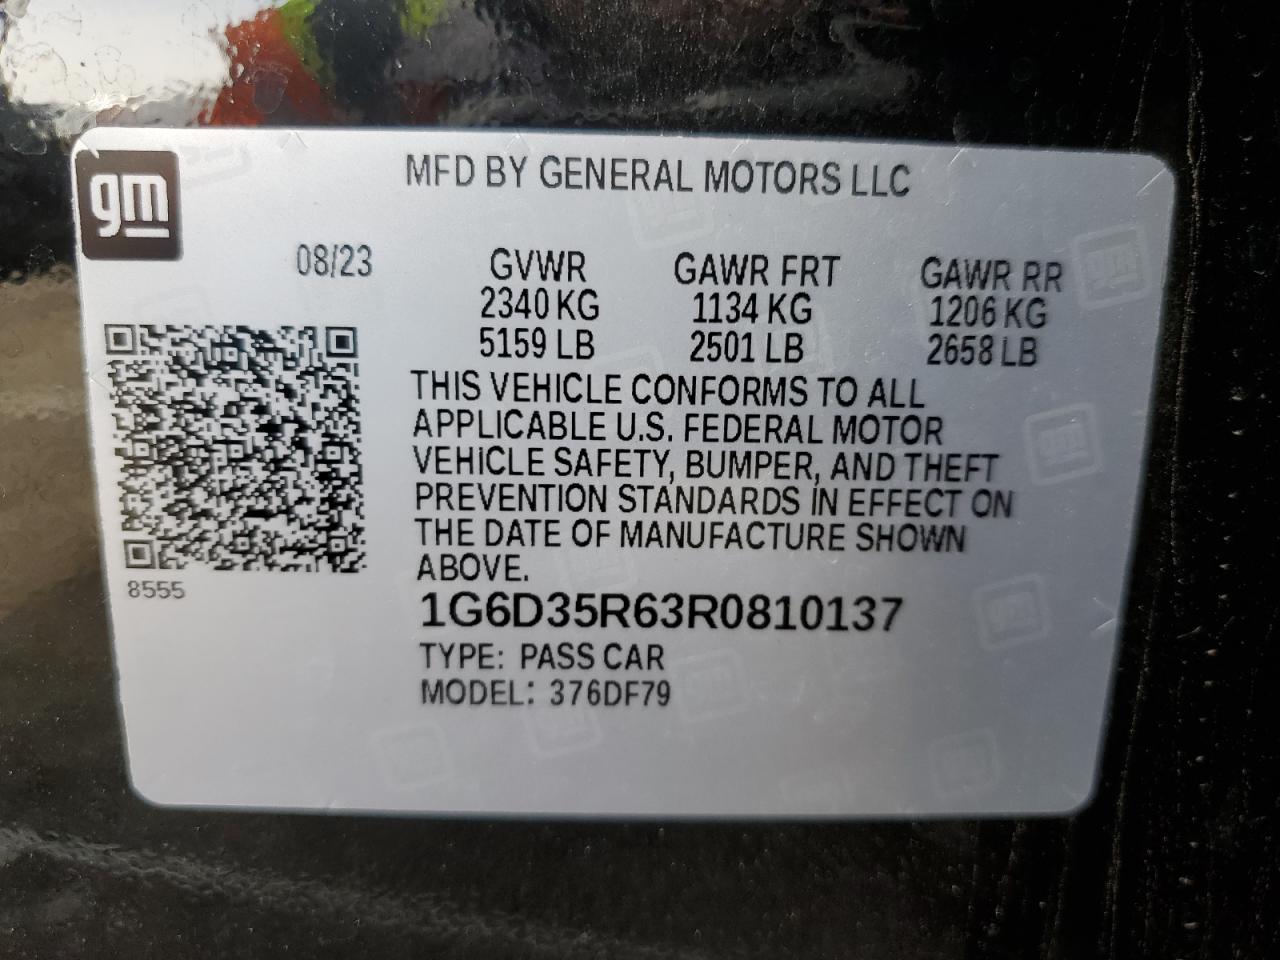 gm
MFD BY GENERAL MOTORS LLC
08/23
GVWR GAWR FRT GAWR RR
2340 KG 1134 KG 1206 KG
5159 LB 2501 LB 2658 LB
THIS VEHICLE CONFORMS TO ALL
APPLICABLE U.S. FEDERAL MOTOR
VEHICLE SAFETY, BUMPER, AND THEFT
PREVENTION STANDARDS IN EFFECT ON
THE DATE OF MANUFACTURE SHOWN
ABOVE.
8555
1G6D35R63R0810137
TYPE: PASS CAR
MODEL: 376DF79